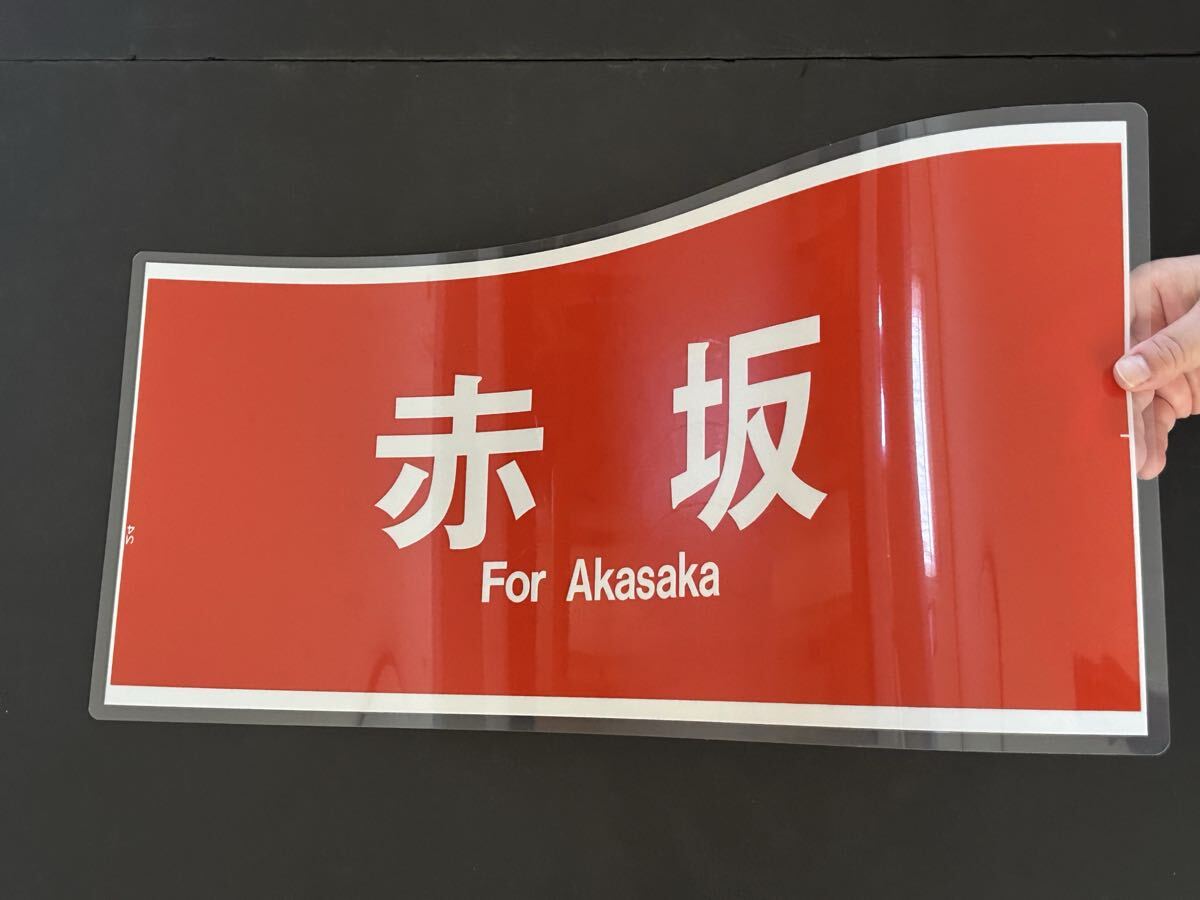 赤坂
For Akasaka